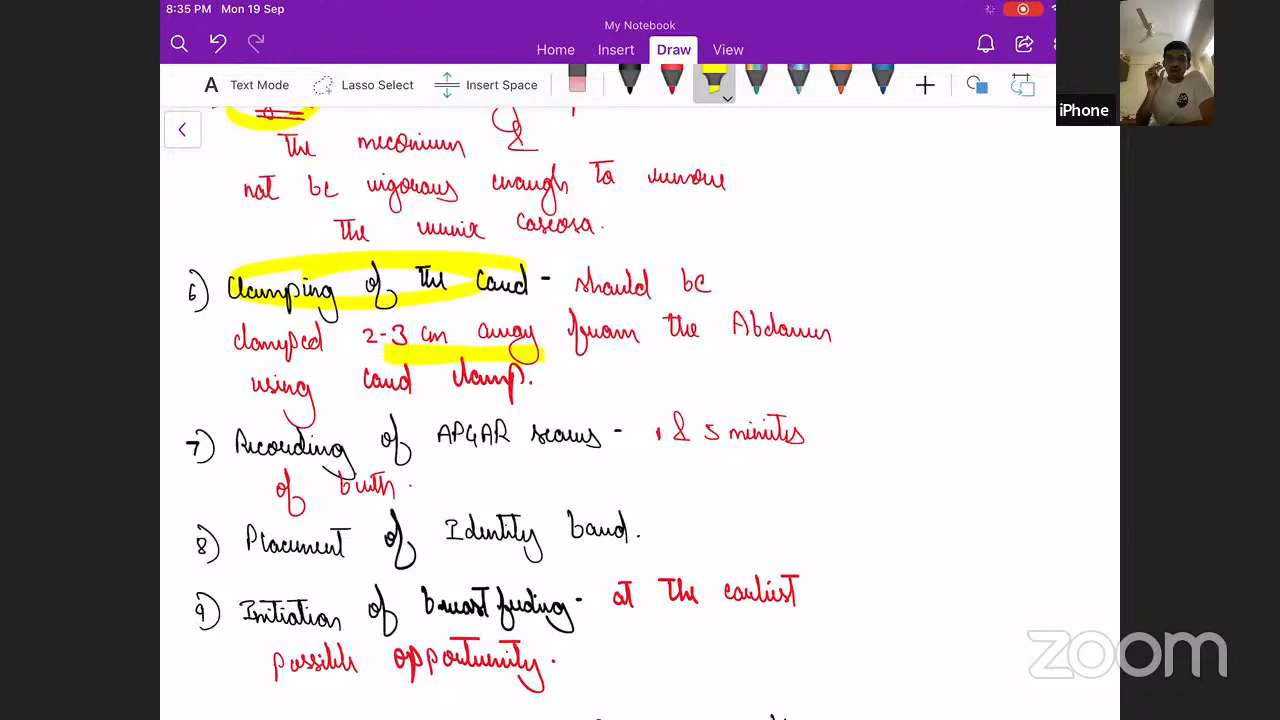 8:35 PM Mon 19 Sep
My Notebook
Home Insert Draw View
A Text Mode Lasso Select Insert Space
iPhone
the meconium &
not be vigorous enough to remove
the vernix caseosa.
6) Clamping of the cord - should be
clamped 2-3 cm away from the Abdomen
using cord clamp.
7) Recording of APGAR scores - 1 & 5 minutes
of birth.
8) Placement of Identity band.
9) Initiation of breast feeding - at the earliest
possible opportunity.
zoom